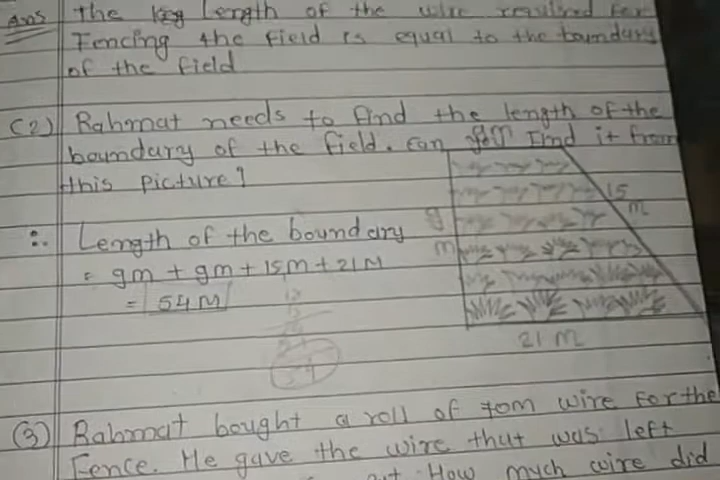 Ans The Length of the wire required For
Fencing the field is equal to the boundary
of the field
(2) Rahmat needs to find the length of the
boundary of the field. Can you Find it from
this picture?
15
m
9
m
∴ Length of the boundary
= 9m + 9m + 15m + 21M
= 54M
21 m
(3) Rahmat bought a roll of 70m wire For the
Fence. He gave the wire that was left
How much wire did